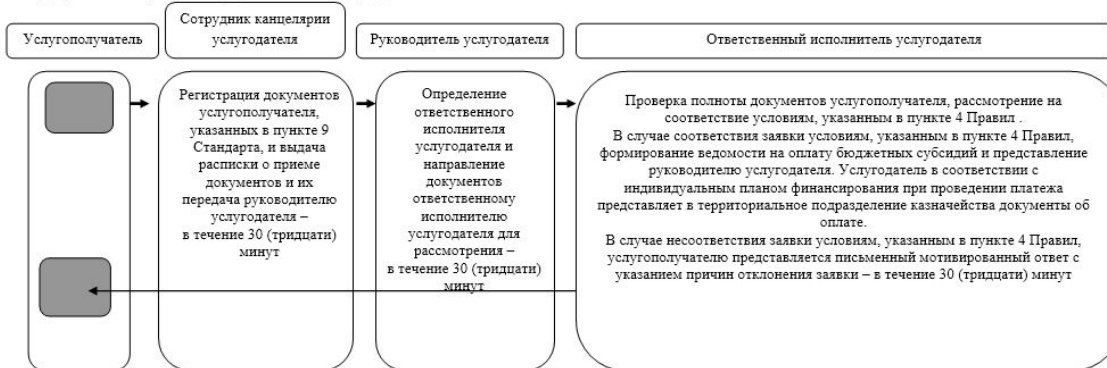 Услугополучатель
Сотрудник канцелярии
услугодателя
Руководитель услугодателя
Ответственный исполнитель услугодателя
Регистрация документов
услугополучателя,
указанных в пункте 9
Стандарта, и выдача
расписки о приеме
документов и их
передача руководителю
услугодателя –
в течение 30 (тридцати)
минут
Определение
ответственного
исполнителя
услугодателя и
направление
документов
ответственному
исполнителю
услугодателя для
рассмотрения –
в течение 30 (тридцати)
минут
Проверка полноты документов услугополучателя, рассмотрение на
соответствие условиям, указанным в пункте 4 Правил .
В случае соответствия заявки условиям, указанным в пункте 4 Правил,
формирование ведомости на оплату бюджетных субсидий и представление
руководителю услугодателя. Услугодатель в соответствии с
индивидуальным планом финансирования при проведении платежа
представляет в территориальное подразделение казначейства документы об
оплате.
В случае несоответствия заявки условиям, указанным в пункте 4 Правил,
услугополучателю представляется письменный мотивированный ответ с
указанием причин отклонения заявки – в течение 30 (тридцати) минут